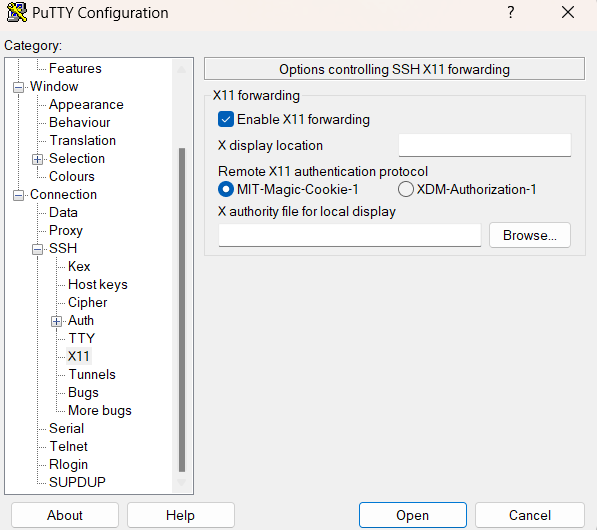 PuTTY Configuration
?
Category:
Features
Window
Appearance
Behaviour
Translation
Selection
Colours
Connection
Data
Proxy
SSH
Kex
Host keys
Cipher
Auth
TTY
X11
Tunnels
Bugs
More bugs
Serial
Telnet
Rlogin
SUPDUP
Options controlling SSH X11 forwarding
X11 forwarding
Enable X11 forwarding
X display location
Remote X11 authentication protocol
MIT-Magic-Cookie-1 XDM-Authorization-1
X authority file for local display
Browse...
About Help Open Cancel